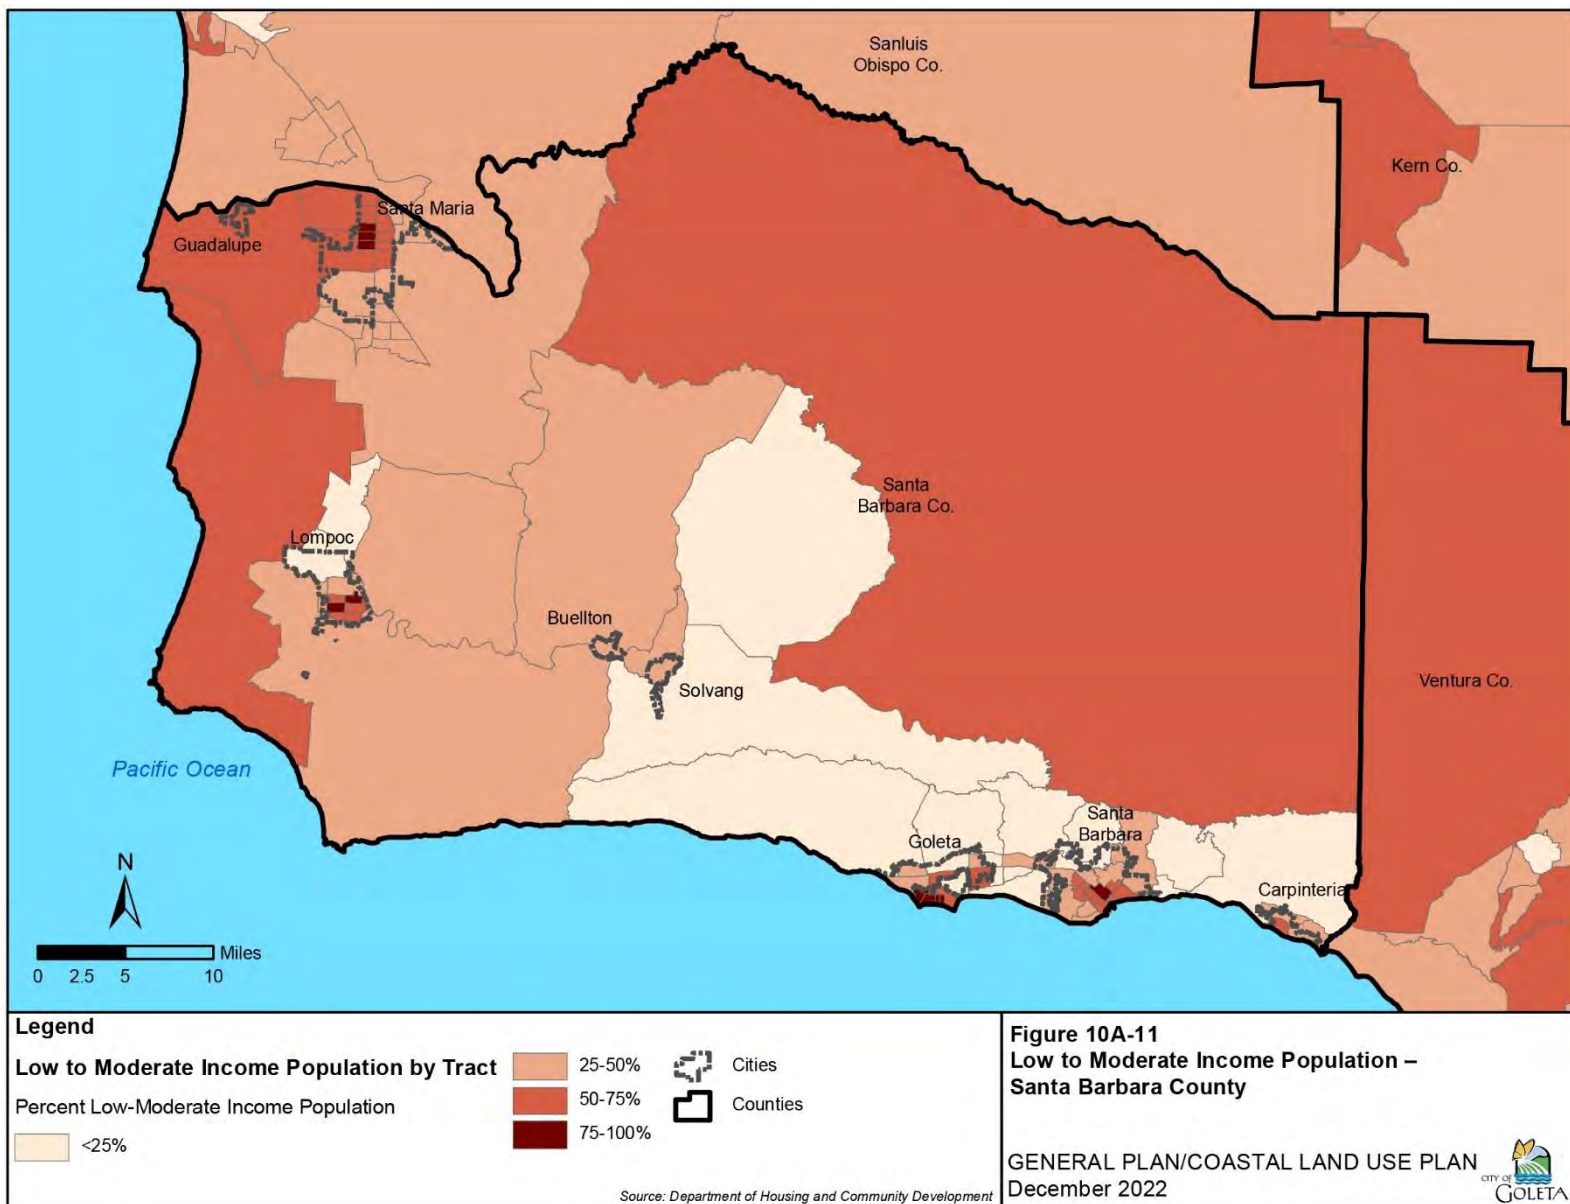 Sanluis
Obispo Co.
Kern Co.
Santa Maria
Guadalupe
Santa
Barbara Co.
Lompoc
Buellton
Solvang
Ventura Co.
Pacific Ocean
Santa
Barbara
Goleta
Carpinteria
N
Miles
0 2.5 5 10
Legend
Low to Moderate Income Population by Tract
Percent Low-Moderate Income Population
<25%
25-50%
50-75%
75-100%
Cities
Counties
Source: Department of Housing and Community Development
Figure 10A-11
Low to Moderate Income Population –
Santa Barbara County
GENERAL PLAN/COASTAL LAND USE PLAN
December 2022
CITY OF
GOLETA